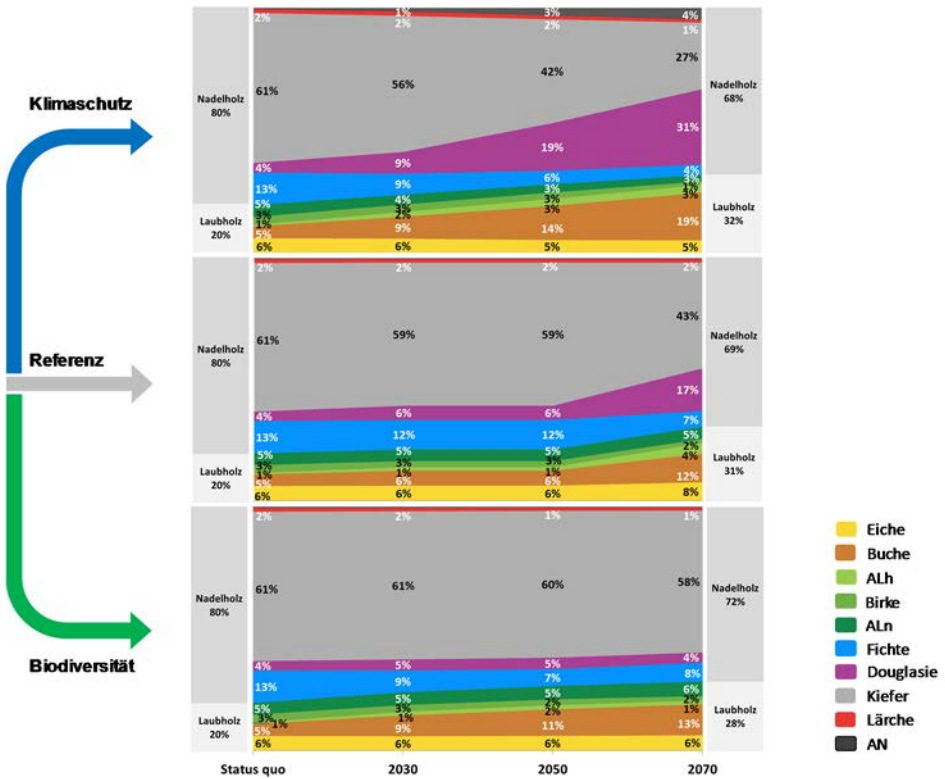 Klimaschutz
Referenz
Biodiversität
Nadelholz
80%
Laubholz
20%
2% 1% 3% 4%
2% 2% 1%
61% 56% 42% 27%
4% 9% 19% 31%
13% 9% 6% 4%
5% 4% 3% 3%
3% 3% 3% 1%
1% 2% 3% 3%
5% 9% 14% 19%
6% 6% 5% 5%
Nadelholz
68%
Laubholz
32%
Nadelholz
80%
Laubholz
20%
2% 2% 2% 2%
61% 59% 59% 43%
4% 6% 6% 17%
13% 12% 12% 7%
5% 5% 5% 5%
3% 3% 3% 2%
1% 1% 1% 4%
5% 6% 6% 12%
6% 6% 6% 8%
Nadelholz
69%
Laubholz
31%
Nadelholz
80%
Laubholz
20%
2% 2% 1% 1%
61% 61% 60% 58%
4% 5% 5% 4%
13% 9% 7% 8%
5% 5% 5% 6%
3% 3% 2% 2%
1% 1% 2% 1%
5% 9% 11% 13%
6% 6% 6% 6%
Nadelholz
72%
Laubholz
28%
Status quo 2030 2050 2070
Eiche
Buche
ALh
Birke
ALn
Fichte
Douglasie
Kiefer
Lärche
AN